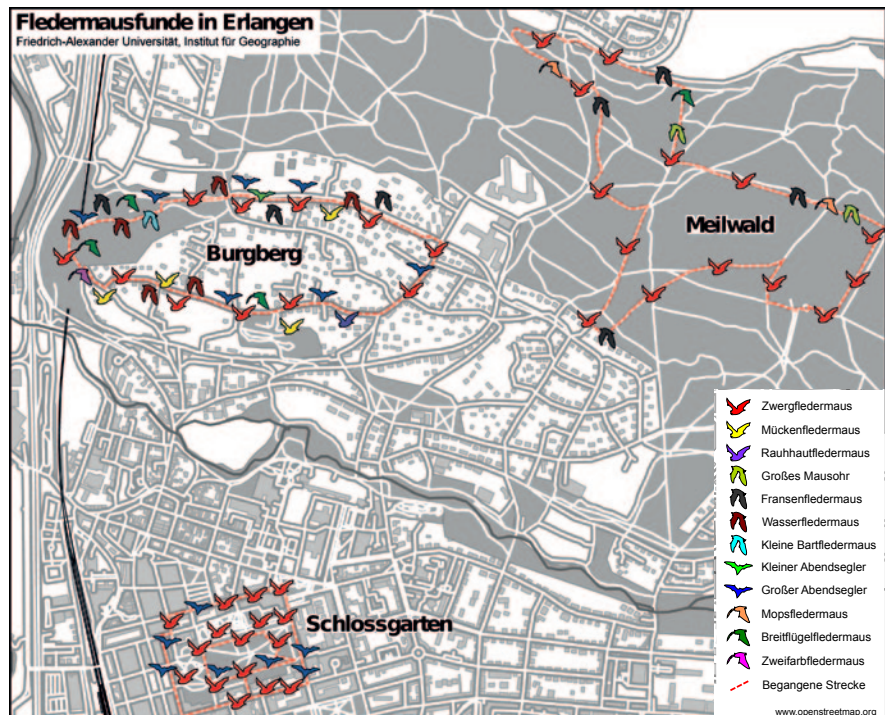 Fledermausfunde in Erlangen
Friedrich-Alexander Universität, Institut für Geographie
Meilwald
Burgberg
Schlossgarten
Zwergfledermaus
Mückenfledermaus
Rauhhautfledermaus
Großes Mausohr
Fransenfledermaus
Wasserfledermaus
Kleine Bartfledermaus
Kleiner Abendsegler
Großer Abendsegler
Mopsfledermaus
Breitflügelfledermaus
Zweifarbfledermaus
Begangene Strecke
www.openstreetmap.org